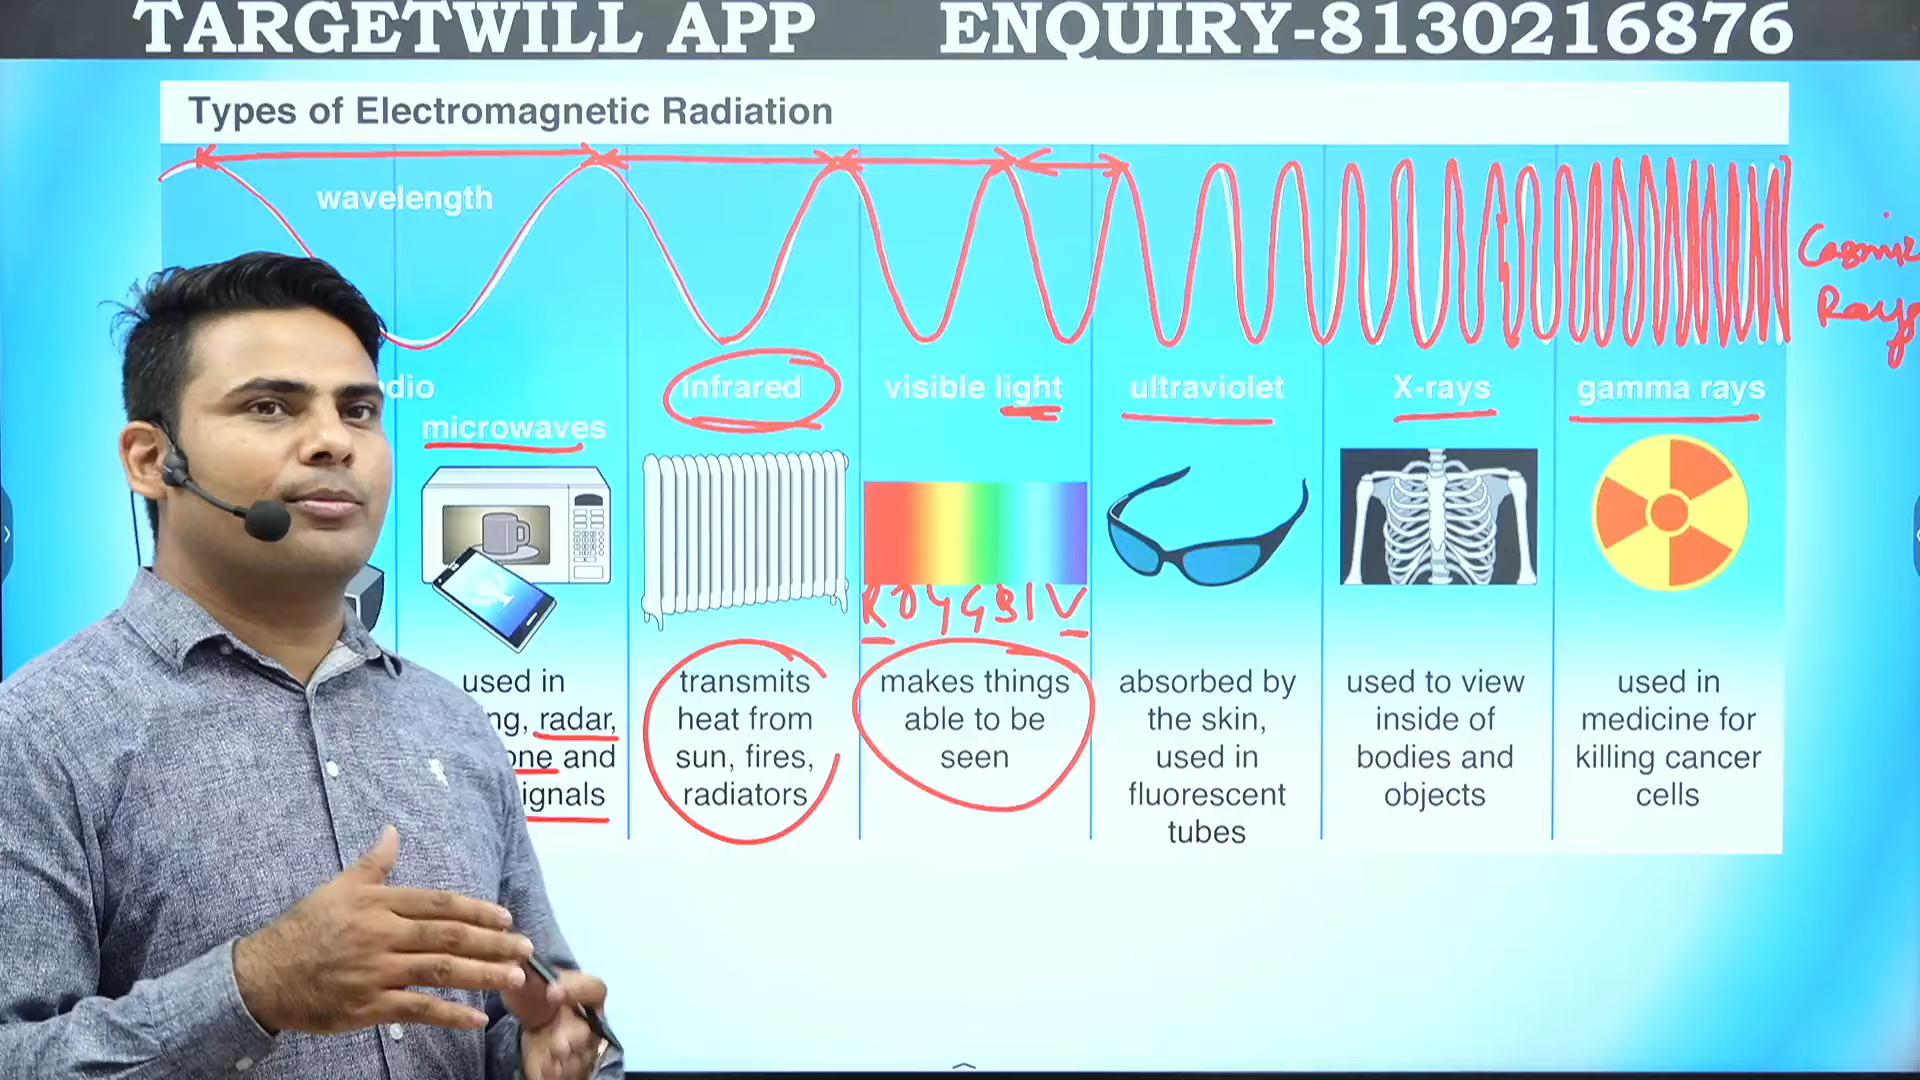 TARGETWILL APP ENQUIRY-8130216876
Types of Electromagnetic Radiation
wavelength
Cosmic
Rays
dio
microwaves
infrared
visible light
ultraviolet
X-rays
gamma rays
ROYGBIV
used in
ng, radar,
one and
ignals
transmits
heat from
sun, fires,
radiators
makes things
able to be
seen
absorbed by
the skin,
used in
fluorescent
tubes
used to view
inside of
bodies and
objects
used in
medicine for
killing cancer
cells